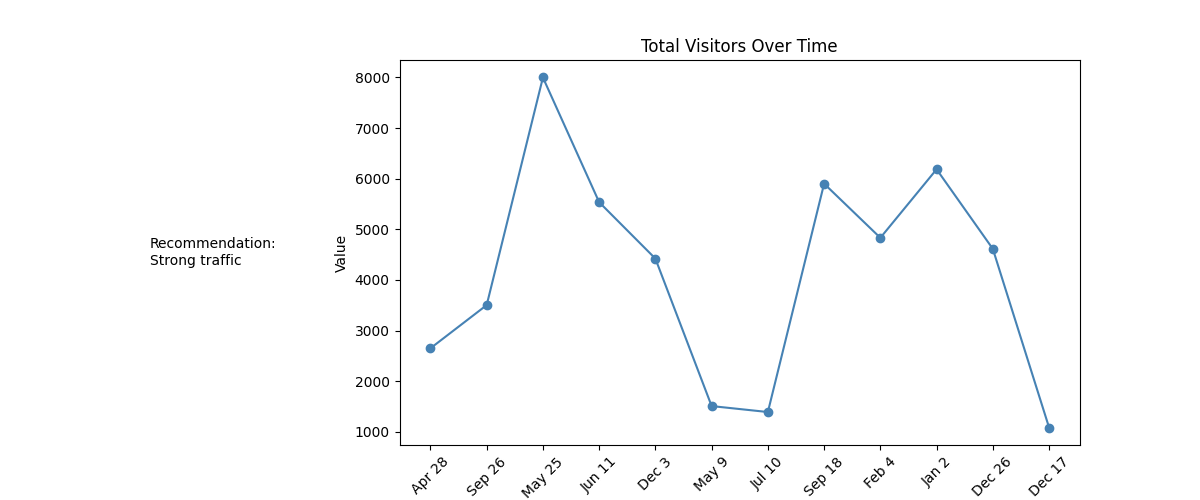 Total Visitors Over Time
Recommendation:
Strong traffic
Value
8000
7000
6000
5000
4000
3000
2000
1000
Apr 28
Sep 26
May 25
Jun 11
Dec 3
May 9
Jul 10
Sep 18
Feb 4
Jan 2
Dec 26
Dec 17